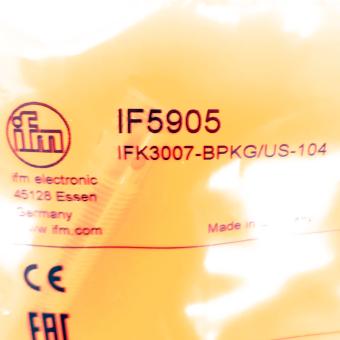 ifm
IF5905
IFK3007-BPKG/US-104
ifm electronic
45128 Essen
Germany
www.ifm.com
Made in
CE
EAC